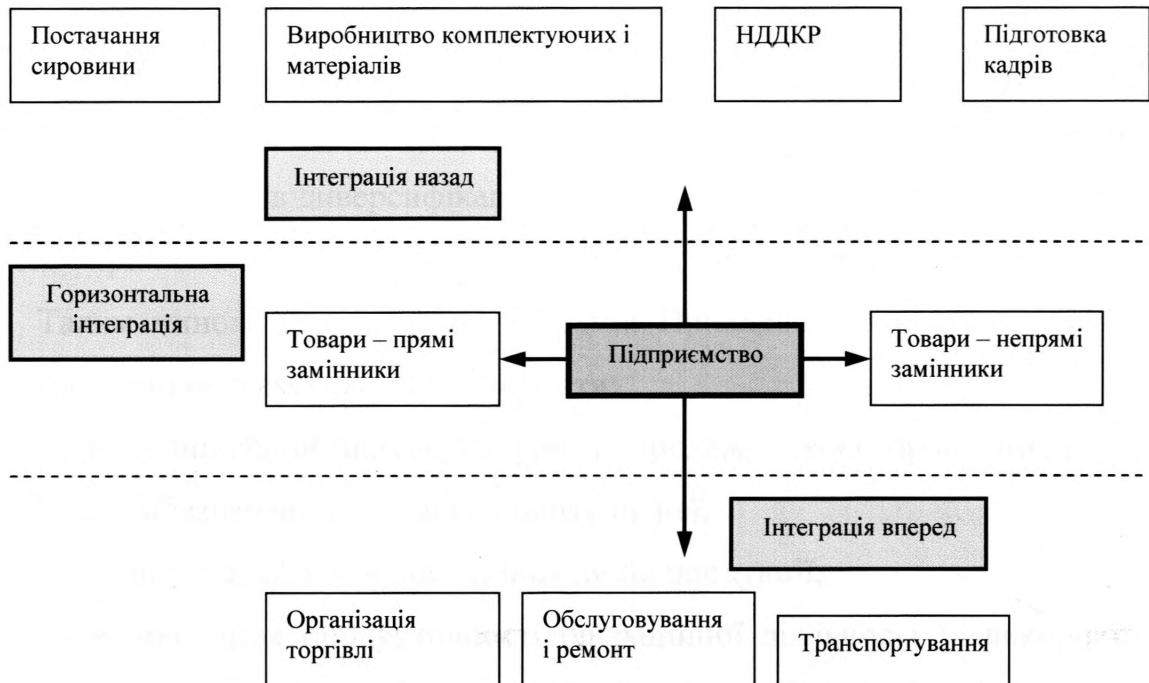 Постачання
сировини
Виробництво комплектуючих і
матеріалів
НДДКР
Підготовка
кадрів
Інтеграція назад
Горизонтальна
інтеграція
Товари – прямі
замінники
Підприємство
Товари – непрямі
замінники
Інтеграція вперед
Організація
торгівлі
Обслуговування
і ремонт
Транспортування